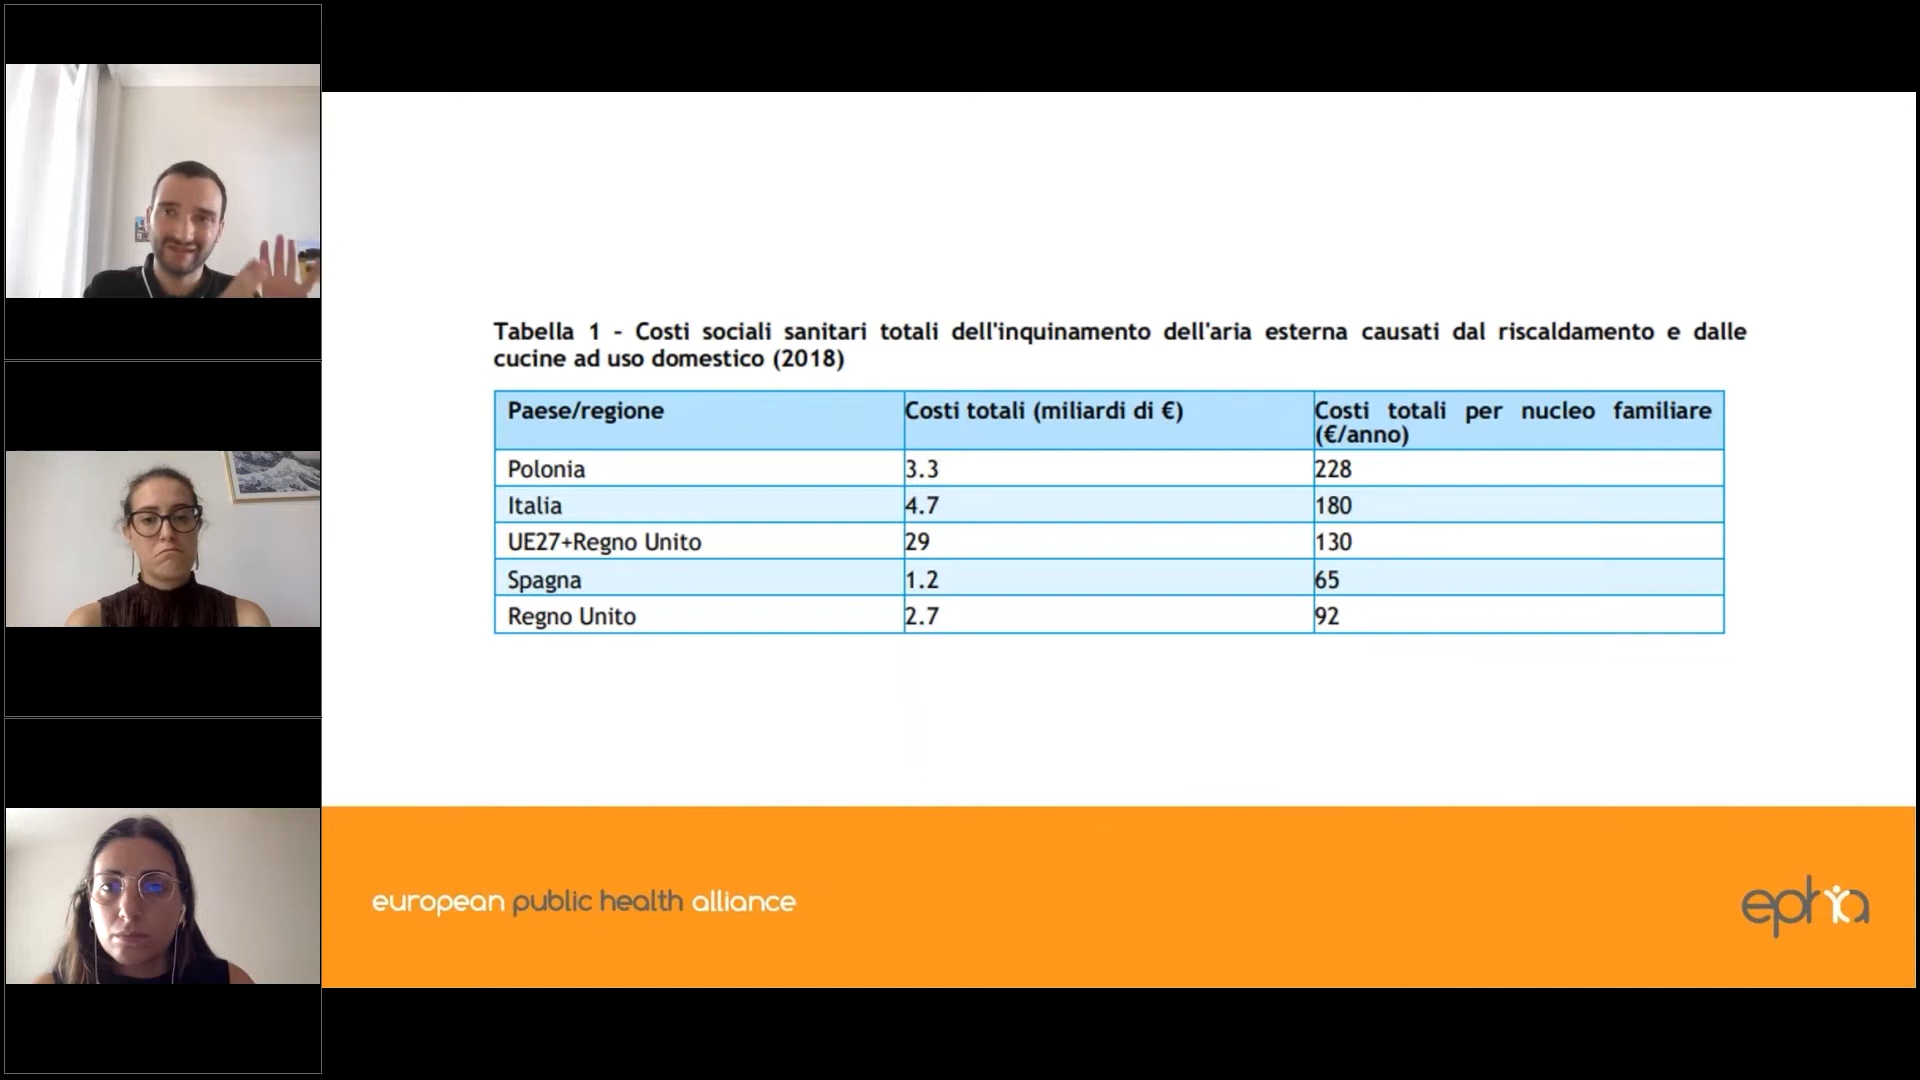 Tabella 1 - Costi sociali sanitari totali dell'inquinamento dell'aria esterna causati dal riscaldamento e dalle
cucine ad uso domestico (2018)
Paese/regione Costi totali (miliardi di €) Costi totali per nucleo familiare
(€/anno)
Polonia 3.3 228
Italia 4.7 180
UE27+Regno Unito 29 130
Spagna 1.2 65
Regno Unito 2.7 92
european public health alliance
epha